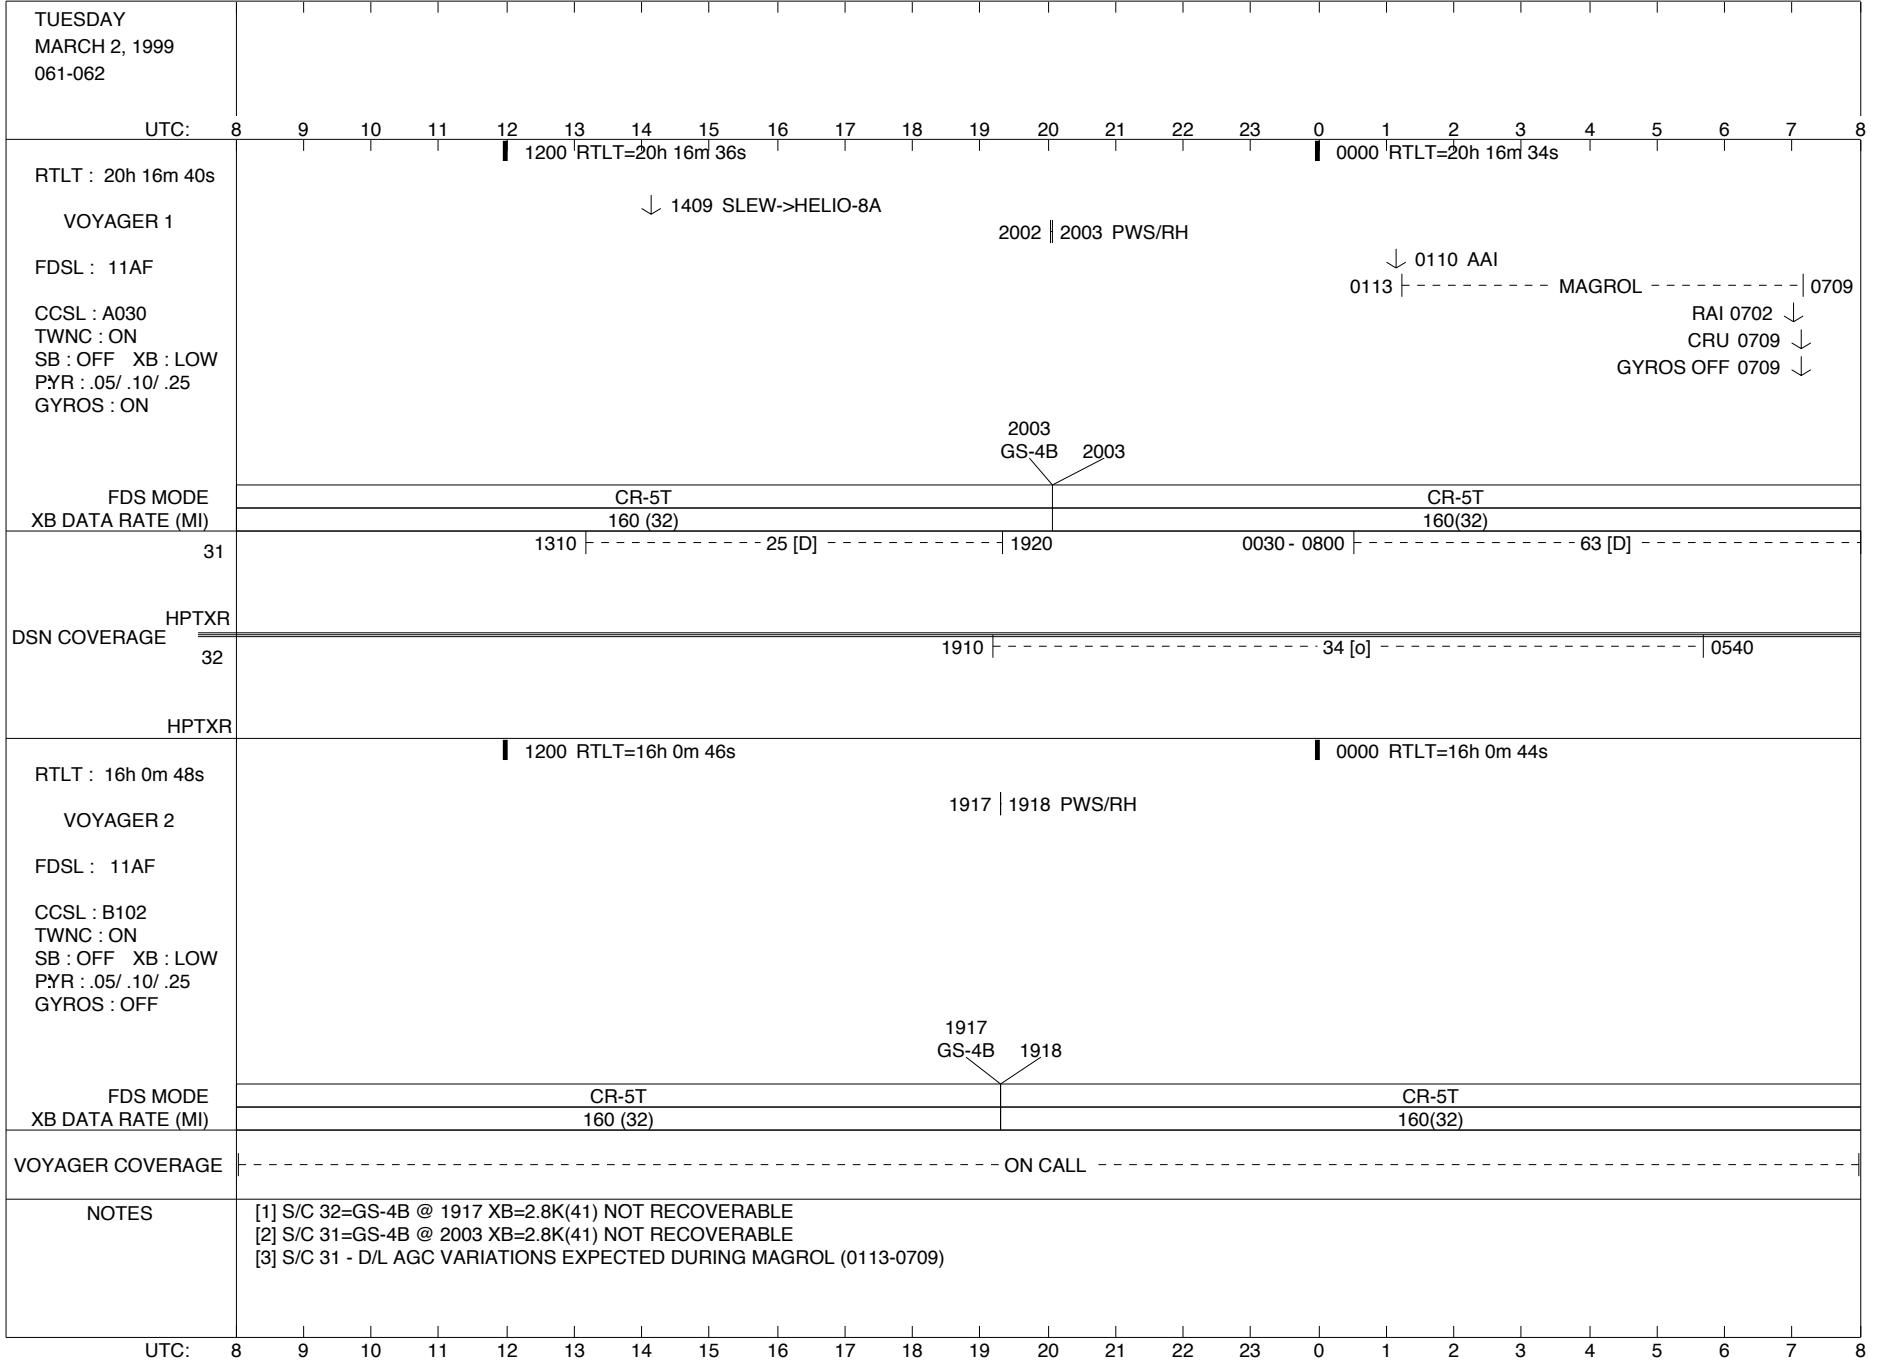 TUESDAY
MARCH 2, 1999
061-062
UTC: 8 9 10 11 12 13 14 15 16 17 18 19 20 21 22 23 0 1 2 3 4 5 6 7 8
1200 RTLT=20h 16m 36s 0000 RTLT=20h 16m 34s
RTLT : 20h 16m 40s
1409 SLEW->HELIO-8A
VOYAGER 1
2002 2003 PWS/RH
FDSL : 11AF
0110 AAI
0113 MAGROL 0709
CCSL : A030
RAI 0702
TWNC : ON
CRU 0709
SB : OFF XB : LOW
GYROS OFF 0709
P:YR : .05/ .10/ .25
GYROS : ON
2003
GS-4B 2003
FDS MODE CR-5T CR-5T
XB DATA RATE (MI) 160 (32) 160(32)
31 1310 25 [D] 1920 0030 - 0800 63 [D]
HPTXR
DSN COVERAGE
32 1910 34 [o] 0540
HPTXR
1200 RTLT=16h 0m 46s 0000 RTLT=16h 0m 44s
RTLT : 16h 0m 48s
1917 1918 PWS/RH
VOYAGER 2
FDSL : 11AF
CCSL : B102
TWNC : ON
SB : OFF XB : LOW
P:YR : .05/ .10/ .25
GYROS : OFF
1917
GS-4B 1918
FDS MODE CR-5T CR-5T
XB DATA RATE (MI) 160 (32) 160(32)
VOYAGER COVERAGE ON CALL
NOTES
[1] S/C 32=GS-4B @ 1917 XB=2.8K(41) NOT RECOVERABLE
[2] S/C 31=GS-4B @ 2003 XB=2.8K(41) NOT RECOVERABLE
[3] S/C 31 - D/L AGC VARIATIONS EXPECTED DURING MAGROL (0113-0709)
UTC: 8 9 10 11 12 13 14 15 16 17 18 19 20 21 22 23 0 1 2 3 4 5 6 7 8